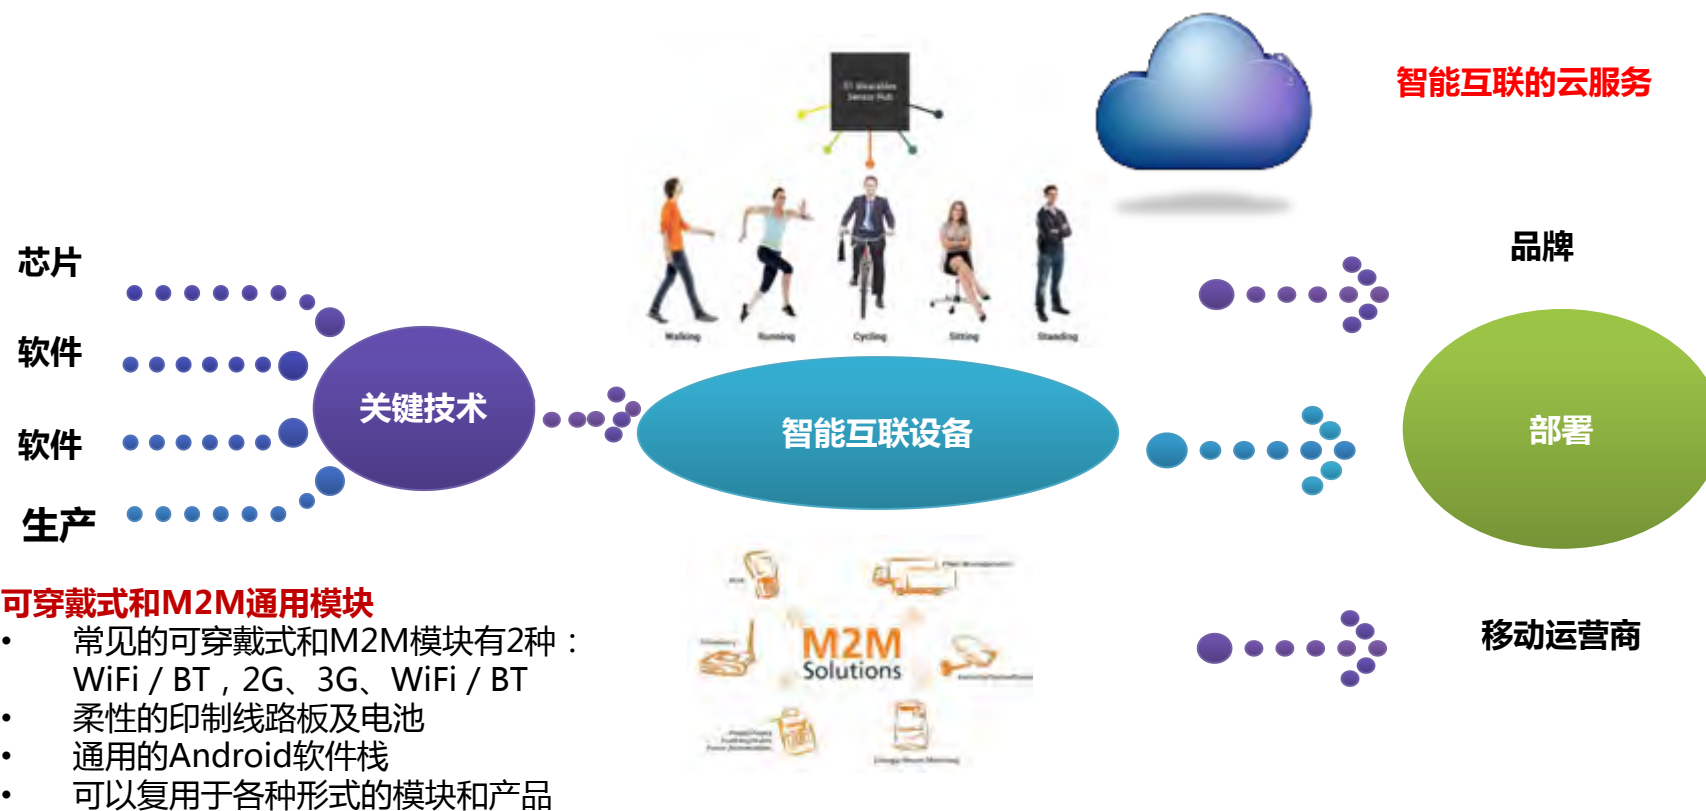 智能互联的云服务
Wearables
Sensor Hub
Walking
Running
Cycling
Sitting
Standing
芯片
软件
软件
生产
关键技术
智能互联设备
品牌
部署
移动运营商
M2M
Solutions
可穿戴式和M2M通用模块
• 常见的可穿戴式和M2M模块有2种：
WiFi / BT，2G、3G、WiFi / BT
• 柔性的印制线路板及电池
• 通用的Android软件栈
• 可以复用于各种形式的模块和产品